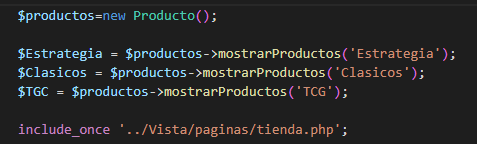 $productos=new Producto();
$Estrategia = $productos->mostrarProductos('Estrategia');
$Clasicos = $productos->mostrarProductos('Clasicos');
$TGC = $productos->mostrarProductos('TCG');
include_once '../Vista/paginas/tienda.php';